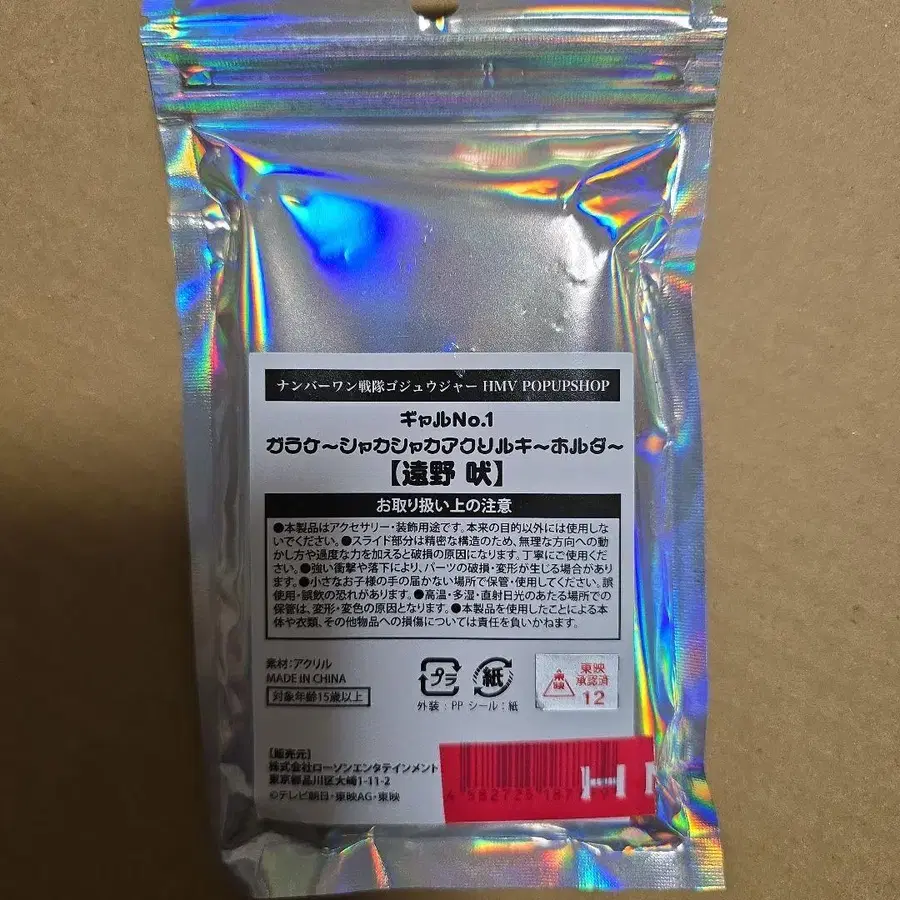 ナンバーワン戦隊ゴジュウジャー HMV POPUPSHOP
ギャルNo.1
ガラケ〜シャカシャカアクリルキ〜ホルダ〜
【遠野 吠】
お取り扱い上の注意
●本製品はアクセサリー・装飾用途です。本来の目的以外には使用しな
いでください。●スライド部分は精密な構造のため、無理な方向への動
かし方や過度な力を加えると破損の原因になります。丁寧にご使用くだ
さい。●強い衝撃や落下により、パーツの破損・変形が生じる場合があり
ます。●小さなお子様の手の届かない場所で保管・使用してください。誤
使用・誤飲の恐れがあります。●高温・多湿・直射日光のあたる場所での
保管は、変形・変色の原因となります。●本製品を使用したことによる本
体や衣類、その他物品への損傷については責任を負いかねます。
素材：アクリル
MADE IN CHINA
対象年齢15歳以上
プラ
紙
外装：PP シール：紙
東映
東映
承認済
12
【販売元】
株式会社ローソンエンタテインメント
東京都品川区大崎1-11-2
©テレビ朝日・東映AG・東映